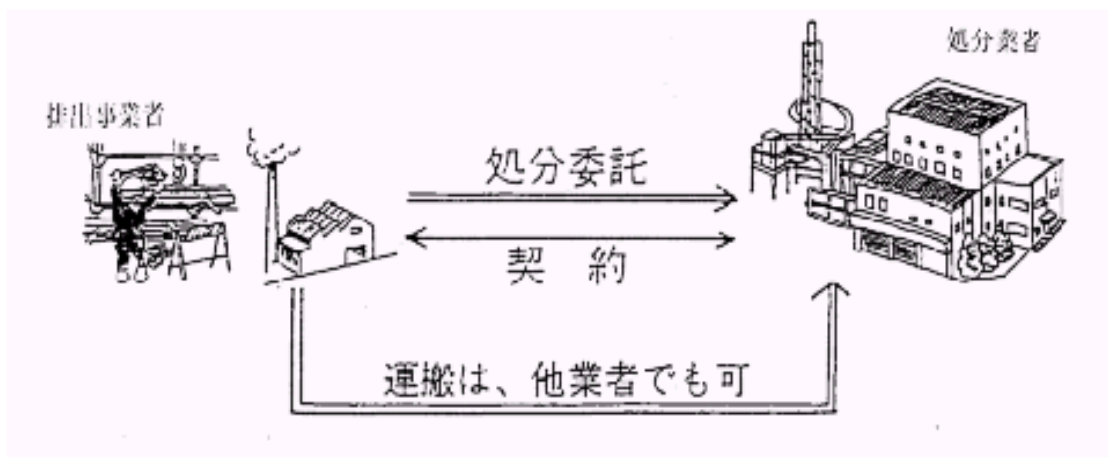 処分業者
排出事業者
処分委託
契約
運搬は、他業者でも可